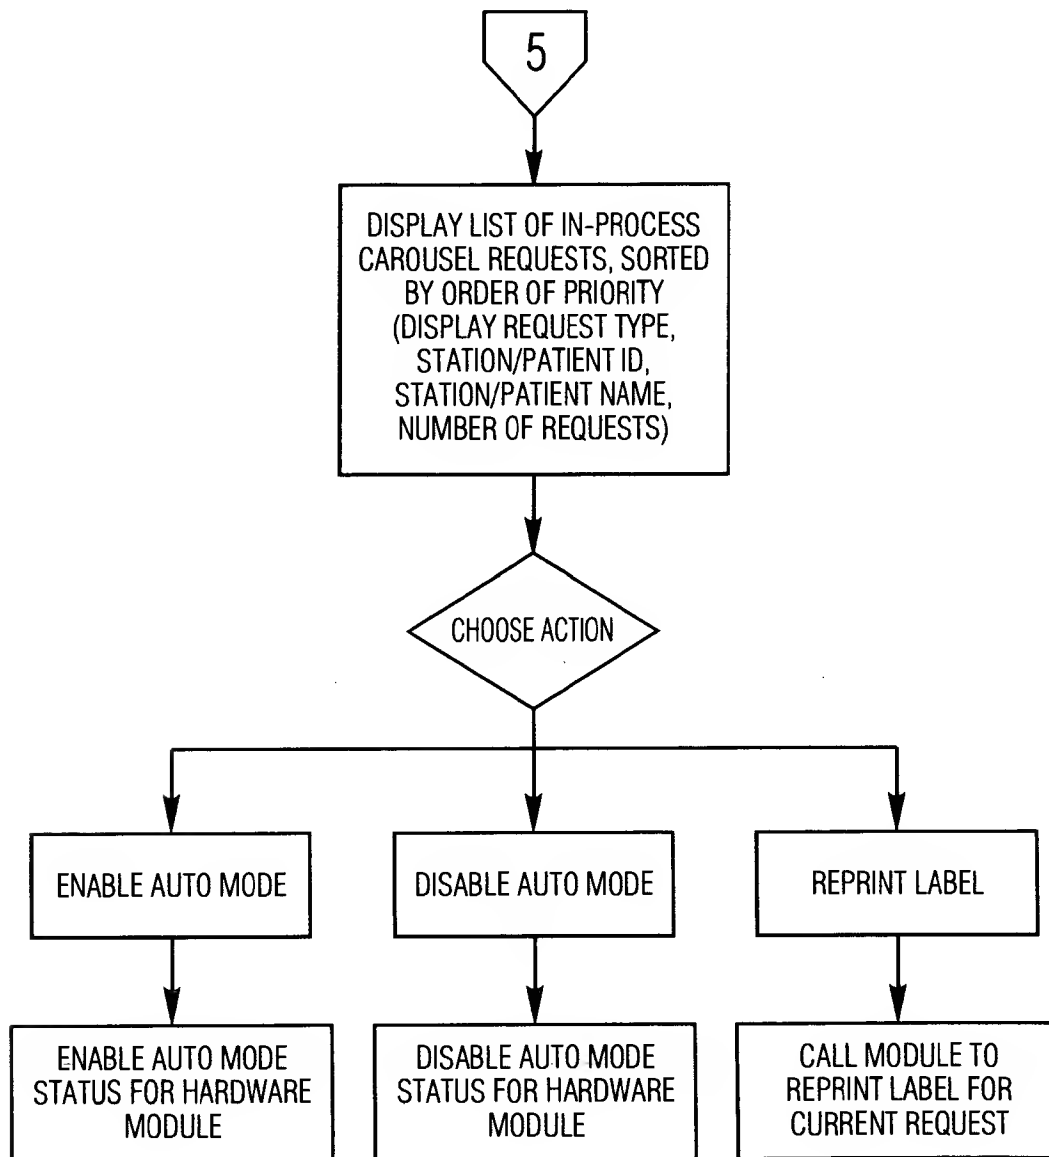 5
DISPLAY LIST OF IN-PROCESS
CAROUSEL REQUESTS, SORTED
BY ORDER OF PRIORITY
(DISPLAY REQUEST TYPE,
STATION/PATIENT ID,
STATION/PATIENT NAME,
NUMBER OF REQUESTS)
CHOOSE ACTION
ENABLE AUTO MODE
DISABLE AUTO MODE
REPRINT LABEL
ENABLE AUTO MODE
STATUS FOR HARDWARE
MODULE
DISABLE AUTO MODE
STATUS FOR HARDWARE
MODULE
CALL MODULE TO
REPRINT LABEL FOR
CURRENT REQUEST